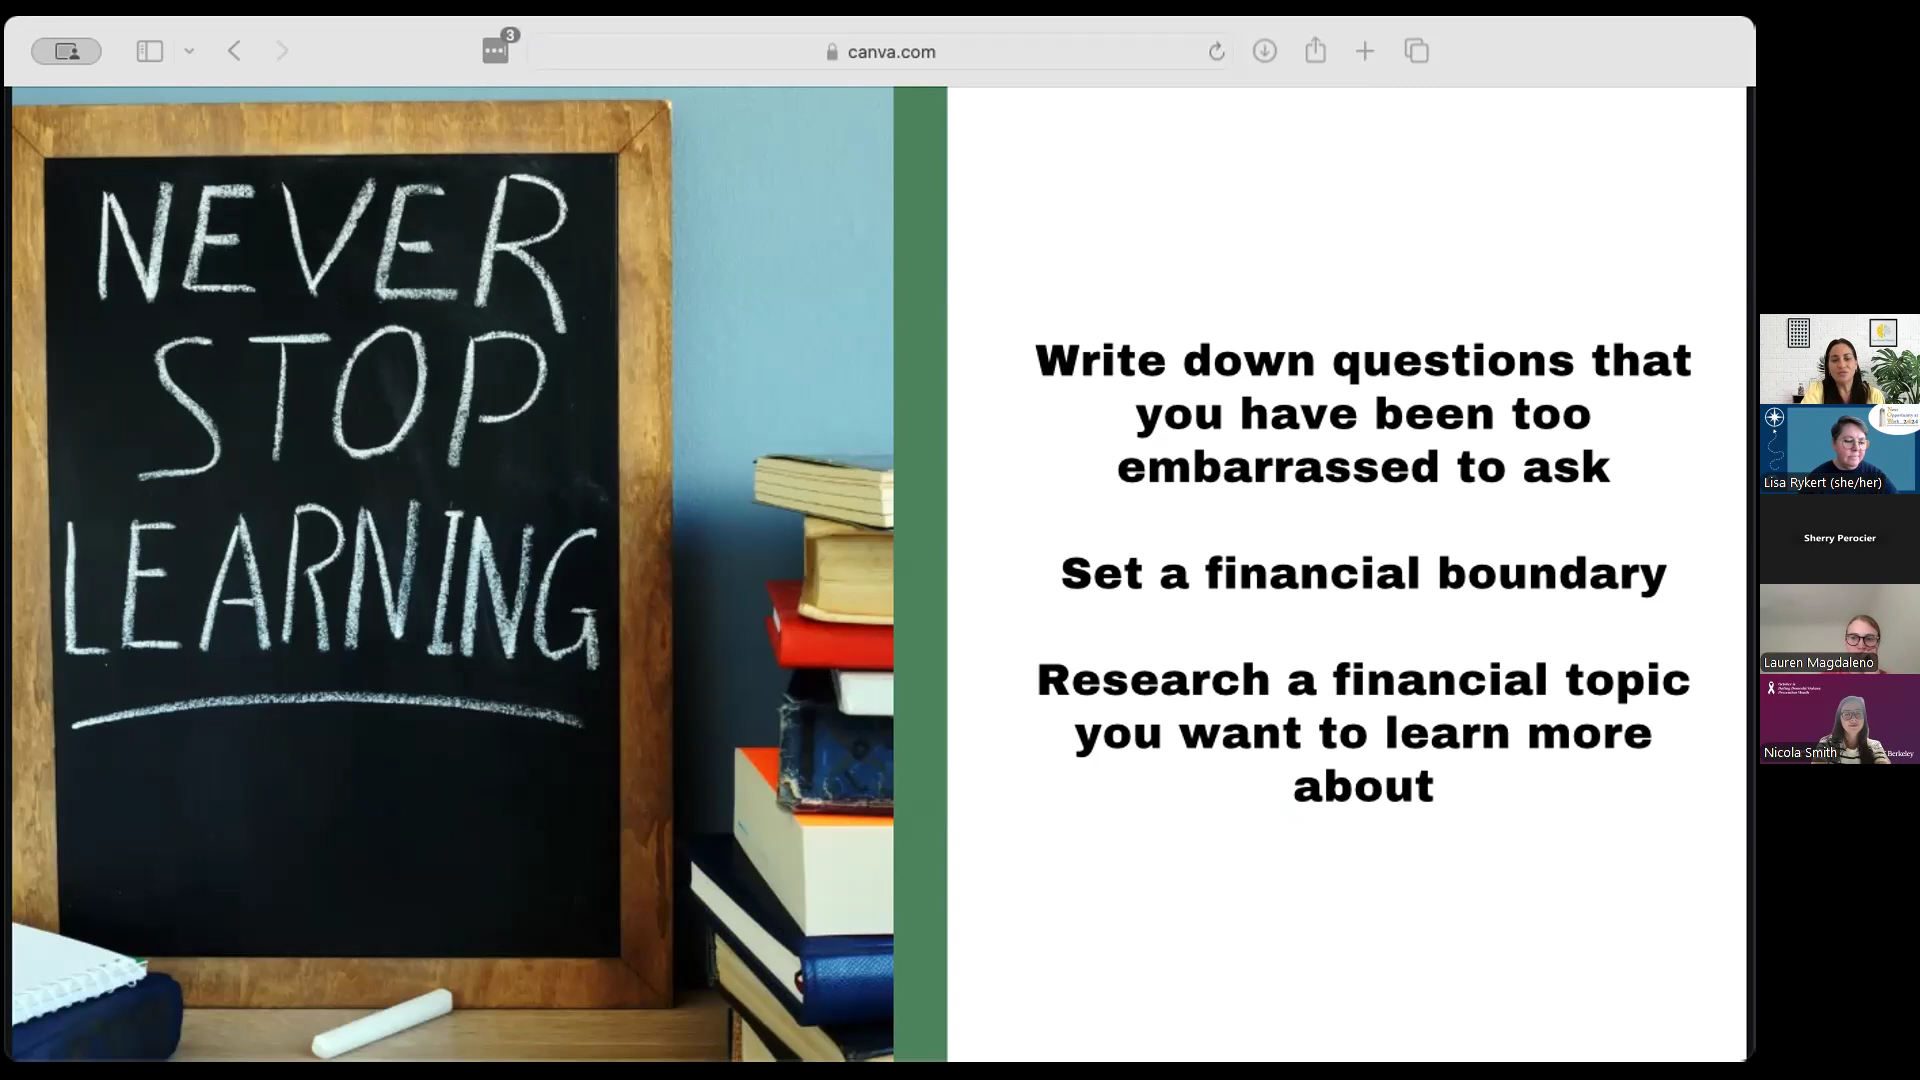 3
canva.com
NEVER
STOP
LEARNING
Write down questions that
you have been too
embarrassed to ask
Set a financial boundary
Research a financial topic
you want to learn more
about
Lisa Rykert (she/her)
Sherry Perocier
Lauren Magdaleno
Nicola Smith
Berkeley